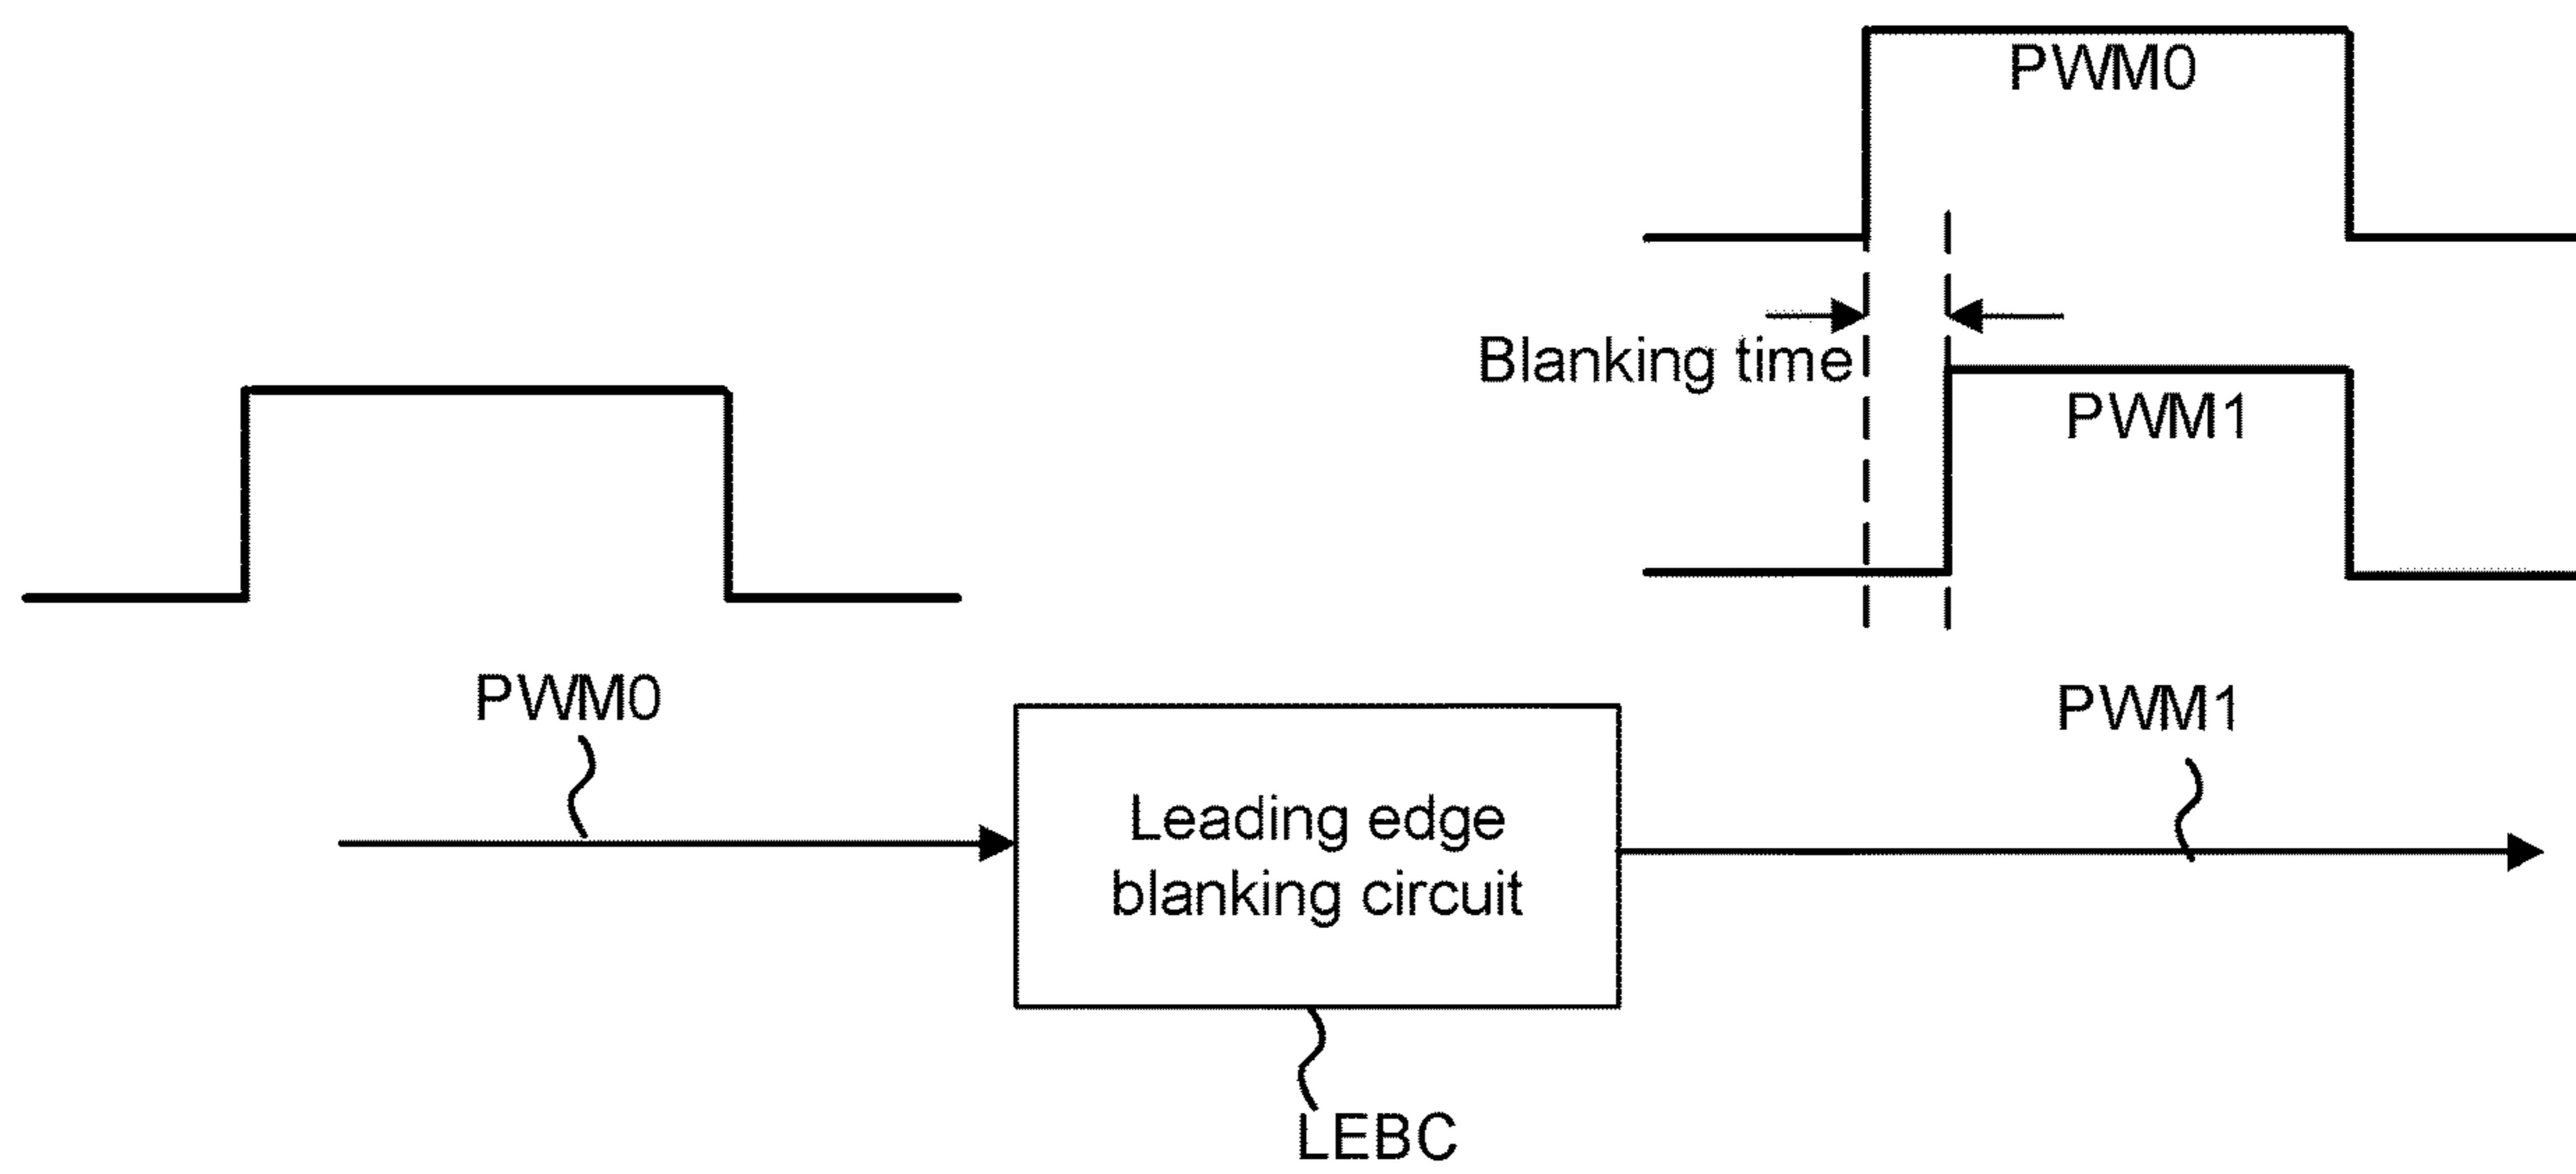 PWM0
Blanking time
PWM1
PWM0
PWM1
Leading edge
blanking circuit
LEBC